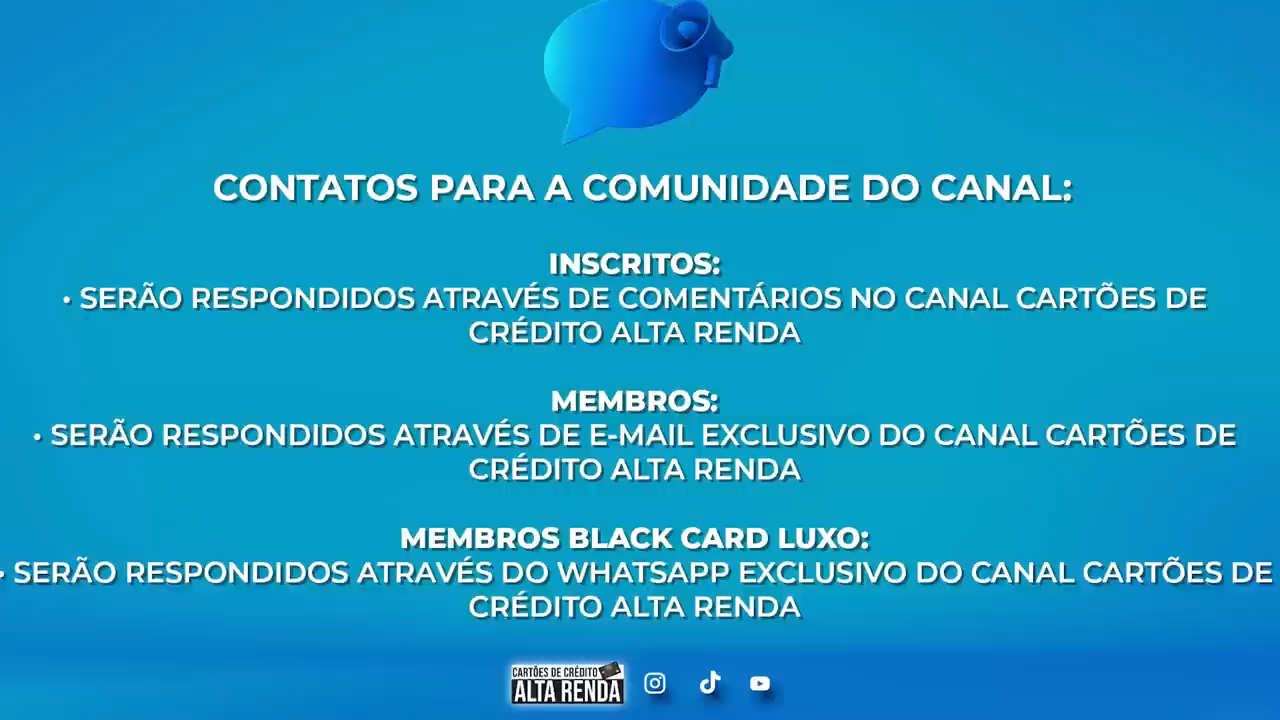 CONTATOS PARA A COMUNIDADE DO CANAL:
INSCRITOS:
• SERÃO RESPONDIDOS ATRAVÉS DE COMENTÁRIOS NO CANAL CARTÕES DE
CRÉDITO ALTA RENDA
MEMBROS:
• SERÃO RESPONDIDOS ATRAVÉS DE E-MAIL EXCLUSIVO DO CANAL CARTÕES DE
CRÉDITO ALTA RENDA
MEMBROS BLACK CARD LUXO:
• SERÃO RESPONDIDOS ATRAVÉS DO WHATSAPP EXCLUSIVO DO CANAL CARTÕES DE
CRÉDITO ALTA RENDA
CARTÕES DE CRÉDITO
ALTA RENDA